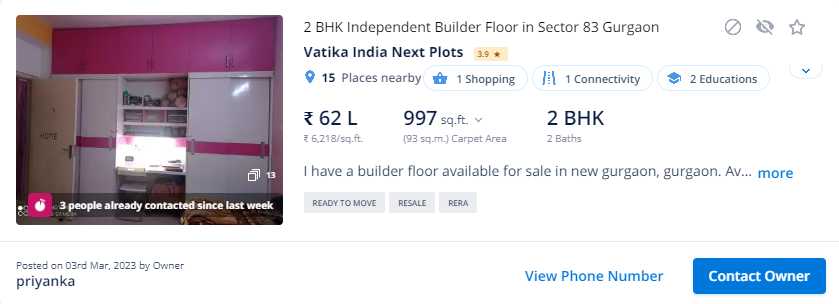 2 BHK Independent Builder Floor in Sector 83 Gurgaon
Vatika India Next Plots 3.9 ★
15 Places nearby 1 Shopping 1 Connectivity 2 Educations
₹ 62 L 997 sq.ft. 2 BHK
₹ 6,218/sq.ft. (93 sq.m.) Carpet Area 2 Baths
I have a builder floor available for sale in new gurgaon, gurgaon. Av... more
READY TO MOVE RESALE RERA
HOME
13
3 people already contacted since last week
Posted on 03rd Mar, 2023 by Owner
priyanka
View Phone Number Contact Owner